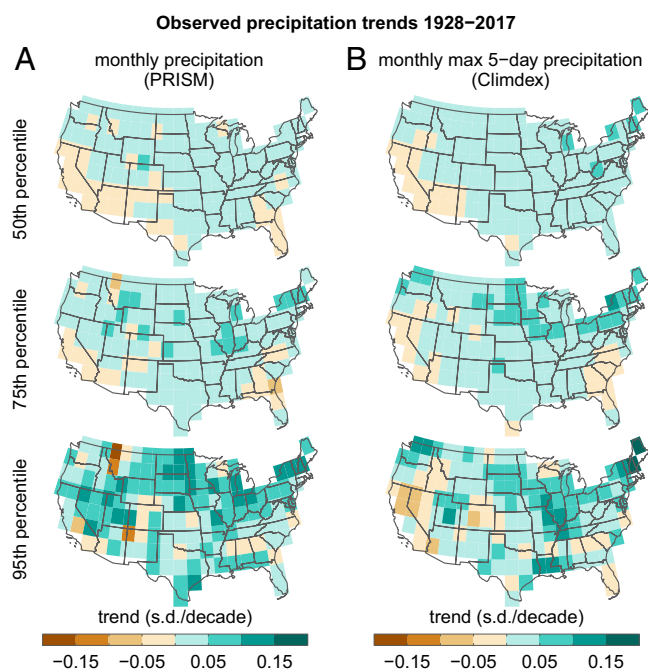 Observed precipitation trends 1928−2017
A
monthly precipitation
(PRISM)
B
monthly max 5−day precipitation
(Climdex)
50th percentile
75th percentile
95th percentile
trend (s.d./decade)
−0.15 −0.05 0.05 0.15
trend (s.d./decade)
−0.15 −0.05 0.05 0.15